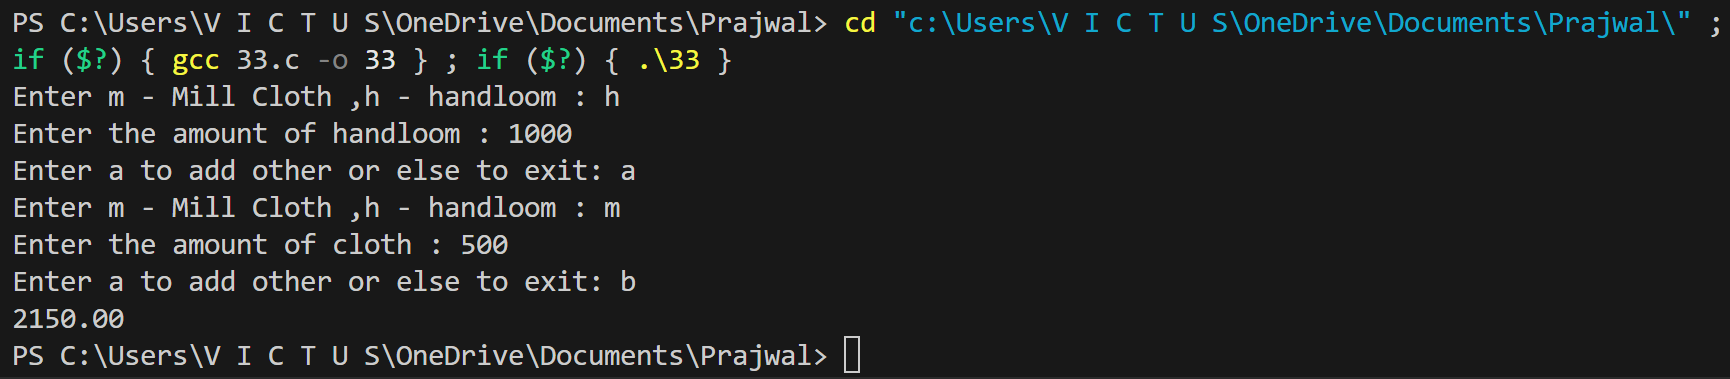 PS C:\Users\V I C T U S\OneDrive\Documents\Prajwal> cd "c:\Users\V I C T U S\OneDrive\Documents\Prajwal\" ;
if ($?) { gcc 33.c -o 33 } ; if ($?) { .\33 }
Enter m - Mill Cloth ,h - handloom : h
Enter the amount of handloom : 1000
Enter a to add other or else to exit: a
Enter m - Mill Cloth ,h - handloom : m
Enter the amount of cloth : 500
Enter a to add other or else to exit: b
2150.00
PS C:\Users\V I C T U S\OneDrive\Documents\Prajwal>